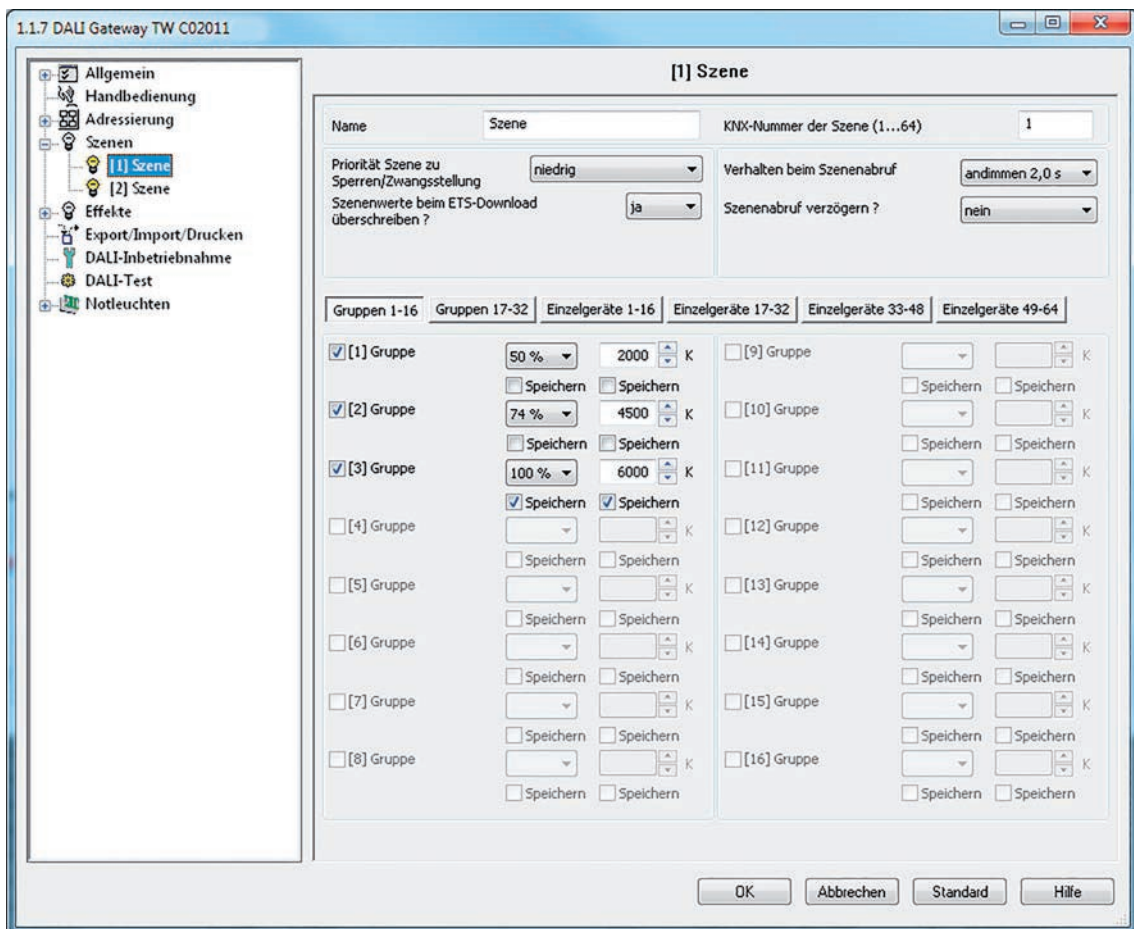 1.1.7 DALI Gateway TW C02011
Allgemein
Handbedienung
Adressierung
Szenen
[1] Szene
[2] Szene
Effekte
Export/Import/Drucken
DALI-Inbetriebnahme
DALI-Test
Notleuchten
[1] Szene
Name Szene KNX-Nummer der Szene (1...64) 1
Priorität Szene zu Sperren/Zwangsstellung niedrig Verhalten beim Szenenabruf andimmen 2,0 s
Szenenwerte beim ETS-Download überschreiben ? ja Szenenabruf verzögern ? nein
Gruppen 1-16 Gruppen 17-32 Einzelgeräte 1-16 Einzelgeräte 17-32 Einzelgeräte 33-48 Einzelgeräte 49-64
[1] Gruppe 50 % 2000 K [9] Gruppe K
Speichern Speichern Speichern Speichern
[2] Gruppe 74 % 4500 K [10] Gruppe K
Speichern Speichern Speichern Speichern
[3] Gruppe 100 % 6000 K [11] Gruppe K
Speichern Speichern Speichern Speichern
[4] Gruppe K [12] Gruppe K
Speichern Speichern Speichern Speichern
[5] Gruppe K [13] Gruppe K
Speichern Speichern Speichern Speichern
[6] Gruppe K [14] Gruppe K
Speichern Speichern Speichern Speichern
[7] Gruppe K [15] Gruppe K
Speichern Speichern Speichern Speichern
[8] Gruppe K [16] Gruppe K
Speichern Speichern Speichern Speichern
OK Abbrechen Standard Hilfe